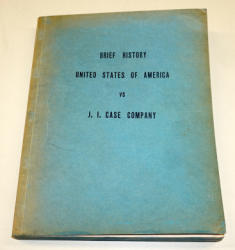 BRIEF HISTORY
UNITED STATES OF AMERICA
VS
J. I. CASE COMPANY